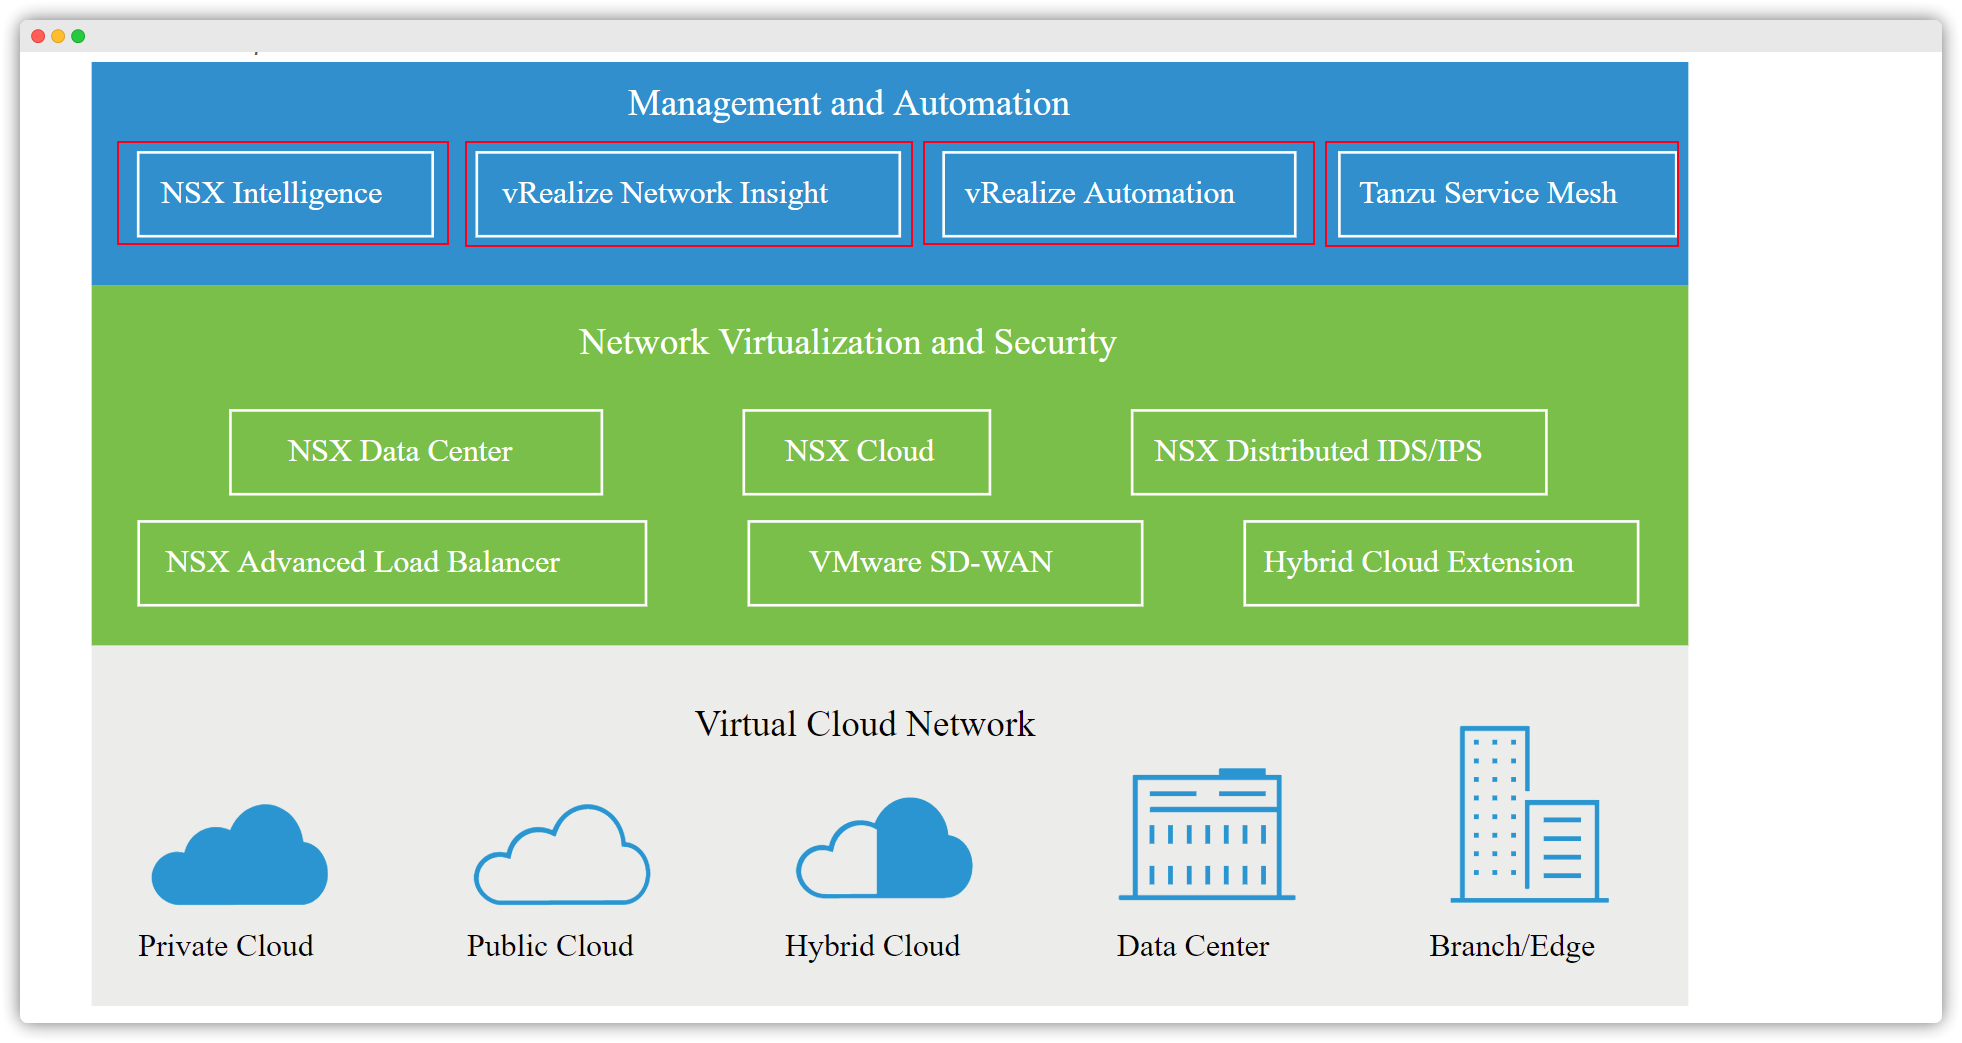 Management and Automation
NSX Intelligence
vRealize Network Insight
vRealize Automation
Tanzu Service Mesh
Network Virtualization and Security
NSX Data Center
NSX Cloud
NSX Distributed IDS/IPS
NSX Advanced Load Balancer
VMware SD-WAN
Hybrid Cloud Extension
Virtual Cloud Network
Private Cloud
Public Cloud
Hybrid Cloud
Data Center
Branch/Edge